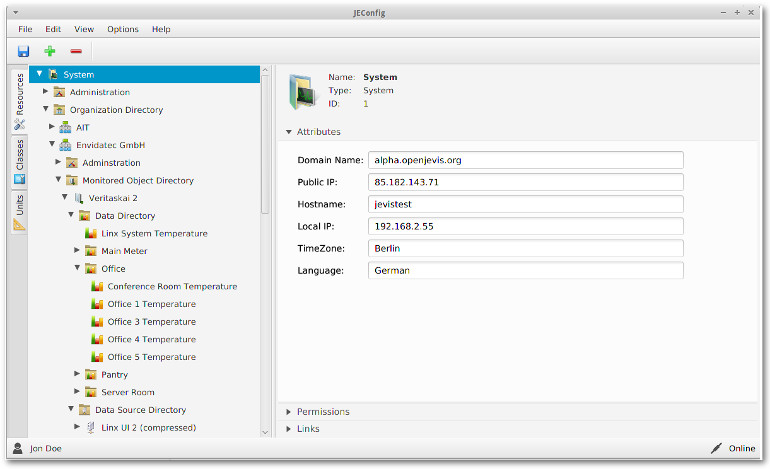 JEConfig
File Edit View Options Help
Resources
Classes
Units
System
Administration
Organization Directory
AIT
Envidatec GmbH
Adminstration
Monitored Object Directory
Veritaskai 2
Data Directory
Linx System Temperature
Main Meter
Office
Conference Room Temperature
Office 1 Temperature
Office 3 Temperature
Office 4 Temperature
Office 5 Temperature
Pantry
Server Room
Data Source Directory
Linx UI 2 (compressed)
Name: System
Type: System
ID: 1
Attributes
Domain Name: alpha.openjevis.org
Public IP: 85.182.143.71
Hostname: jevistest
Local IP: 192.168.2.55
TimeZone: Berlin
Language: German
Permissions
Links
Jon Doe
Online